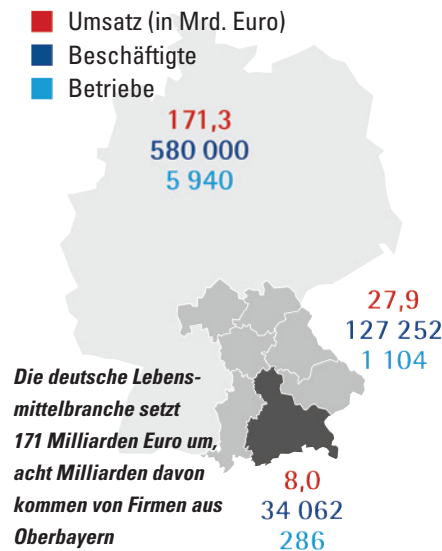 Umsatz (in Mrd. Euro)
Beschäftigte
Betriebe
171,3
580 000
5 940
27,9
127 252
1 104
Die deutsche Lebens-
mittelbranche setzt
171 Milliarden Euro um,
acht Milliarden davon
kommen von Firmen aus
Oberbayern
8,0
34 062
286